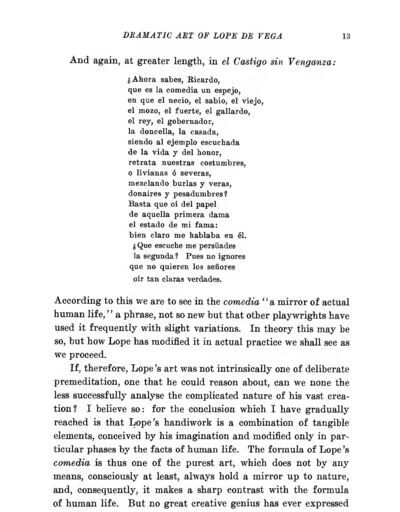 DRAMATIC ART OF LOPE DE VEGA 13
And again, at greater length, in el Castigo sin Venganza:
¿Ahora sabes, Ricardo,
que es la comedia un espejo,
en que el necio, el sabio, el viejo,
el mozo, el fuerte, el gallardo,
el rey, el gobernador,
la doncella, la casada,
siendo al ejemplo escuchada
de la vida y del honor,
retrata nuestras costumbres,
o livianas ó severas,
mezclando burlas y veras,
donaires y pesadumbres?
Basta que oí del papel
de aquella primera dama
el estado de mi fama:
bien claro me hablaba en él.
¿Que escuche me persüades
la segunda? Pues no ignores
que no quieren los señores
oir tan claras verdades.
According to this we are to see in the comedia "a mirror of actual
human life," a phrase, not so new but that other playwrights have
used it frequently with slight variations. In theory this may be
so, but how Lope has modified it in actual practice we shall see as
we proceed.
If, therefore, Lope's art was not intrinsically one of deliberate
premeditation, one that he could reason about, can we none the
less successfully analyse the complicated nature of his vast crea-
tion? I believe so: for the conclusion which I have gradually
reached is that Lope's handiwork is a combination of tangible
elements, conceived by his imagination and modified only in par-
ticular phases by the facts of human life. The formula of Lope's
comedia is thus one of the purest art, which does not by any
means, consciously at least, always hold a mirror up to nature,
and, consequently, it makes a sharp contrast with the formula
of human life. But no great creative genius has ever expressed